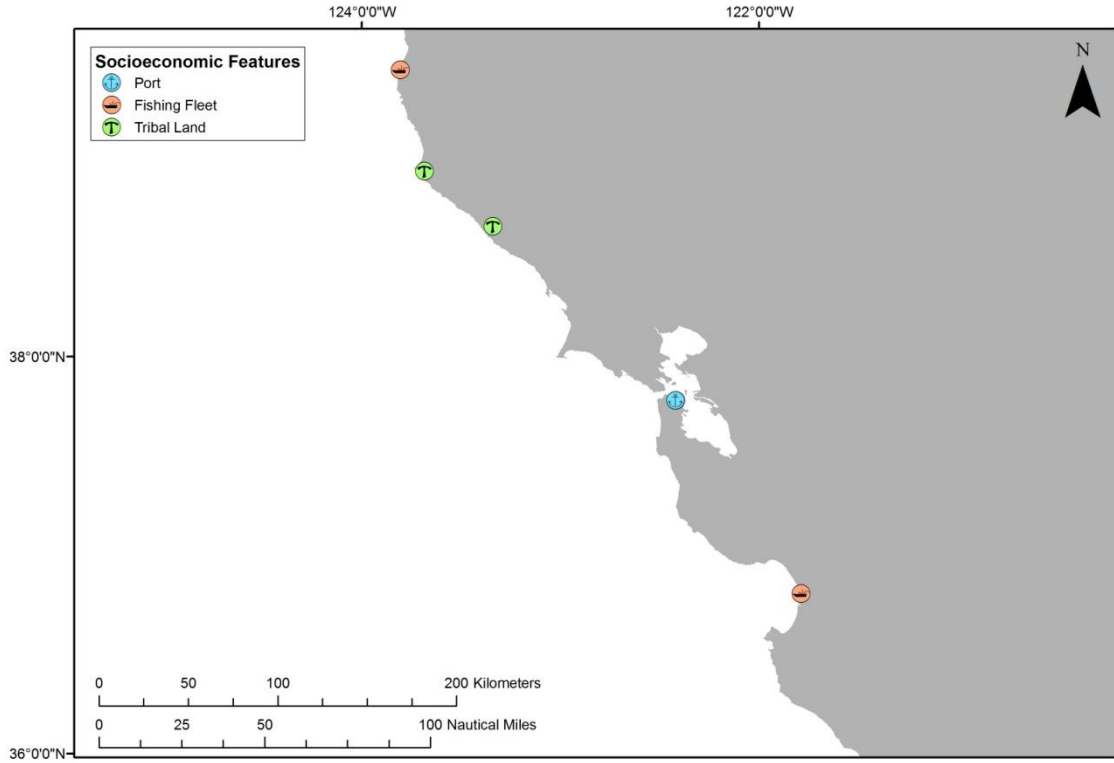 124°0'0"W 122°0'0"W
N
Socioeconomic Features
Port
Fishing Fleet
Tribal Land
38°0'0"N
0 50 100 200 Kilometers
0 25 50 100 Nautical Miles
36°0'0"N